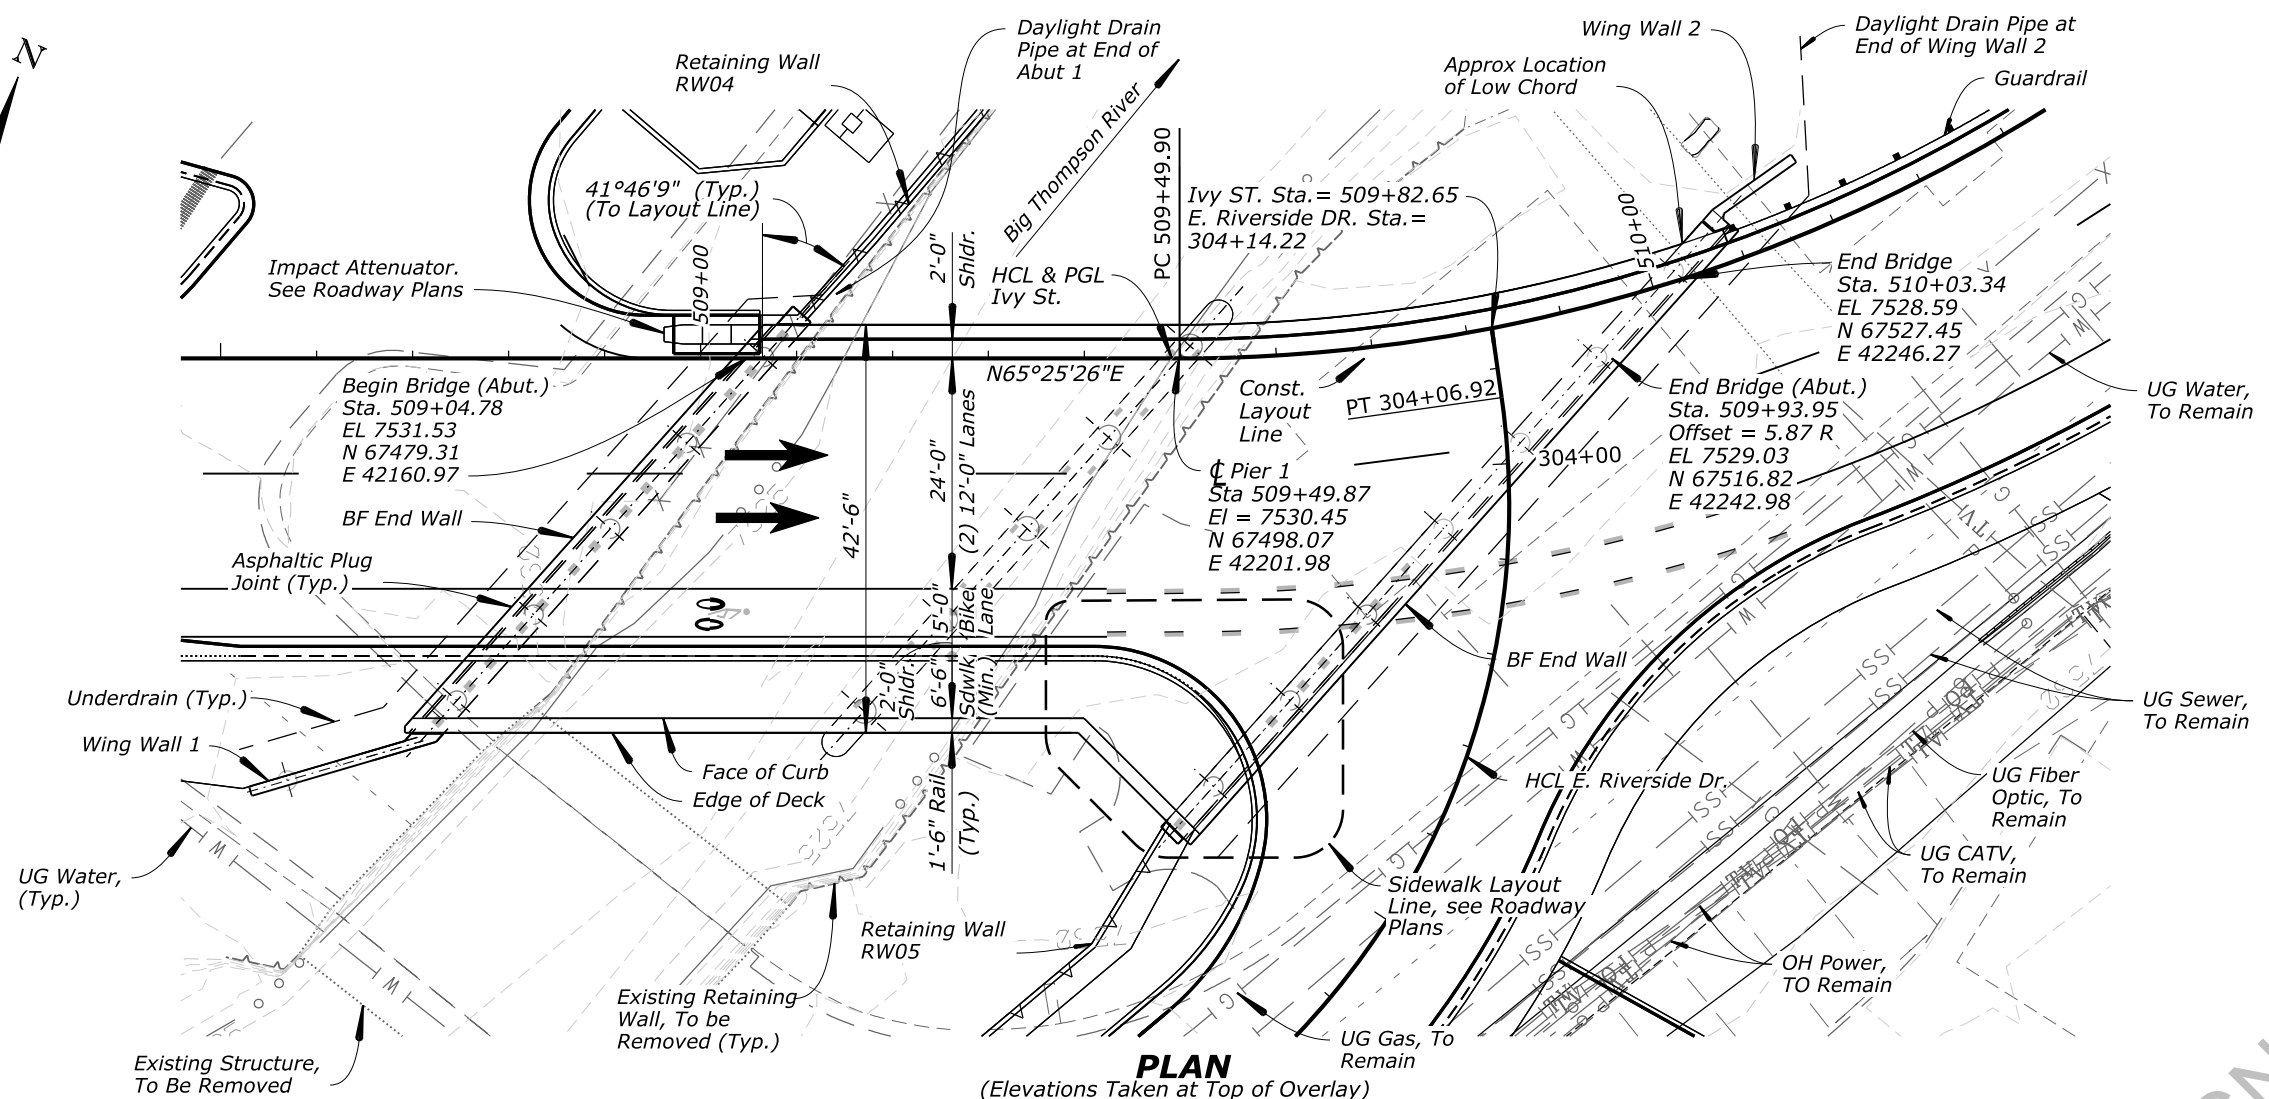 N
Retaining Wall
RW04
Daylight Drain
Pipe at End of
Abut 1
Big Thompson River
Wing Wall 2
Approx Location
of Low Chord
Daylight Drain Pipe at
End of Wing Wall 2
Guardrail
41°46'9" (Typ.)
(To Layout Line)
PC 509+49.90
Ivy ST. Sta.= 509+82.65
E. Riverside DR. Sta.=
304+14.22
510+00
Impact Attenuator.
See Roadway Plans
509+00
2'-0"
Shldr.
HCL & PGL
Ivy St.
End Bridge
Sta. 510+03.34
EL 7528.59
N 67527.45
E 42246.27
N65°25'26"E
Begin Bridge (Abut.)
Sta. 509+04.78
EL 7531.53
N 67479.31
E 42160.97
Const.
Layout
Line
PT 304+06.92
End Bridge (Abut.)
Sta. 509+93.95
Offset = 5.87 R
EL 7529.03
N 67516.82
E 42242.98
UG Water,
To Remain
24'-0"
(2) 12'-0" Lanes
42'-6"
℄ Pier 1
Sta 509+49.87
El = 7530.45
N 67498.07
E 42201.98
304+00
BF End Wall
Asphaltic Plug
Joint (Typ.)
5'-0"
Bike
Lane
2'-0"
Shldr.
6'-6"
Sdwlk.
(Min.)
BF End Wall
Underdrain (Typ.)
Wing Wall 1
UG Sewer,
To Remain
Face of Curb
Edge of Deck
1'-6" Rail
(Typ.)
7525
HCL E. Riverside Dr.
UG Fiber
Optic, To
Remain
UG Water,
(Typ.)
UG CATV,
To Remain
Sidewalk Layout
Line, see Roadway
Plans
Retaining Wall
RW05
OH Power,
TO Remain
Existing Retaining
Wall, To be
Removed (Typ.)
UG Gas, To
Remain
Existing Structure,
To Be Removed
PLAN
(Elevations Taken at Top of Overlay)